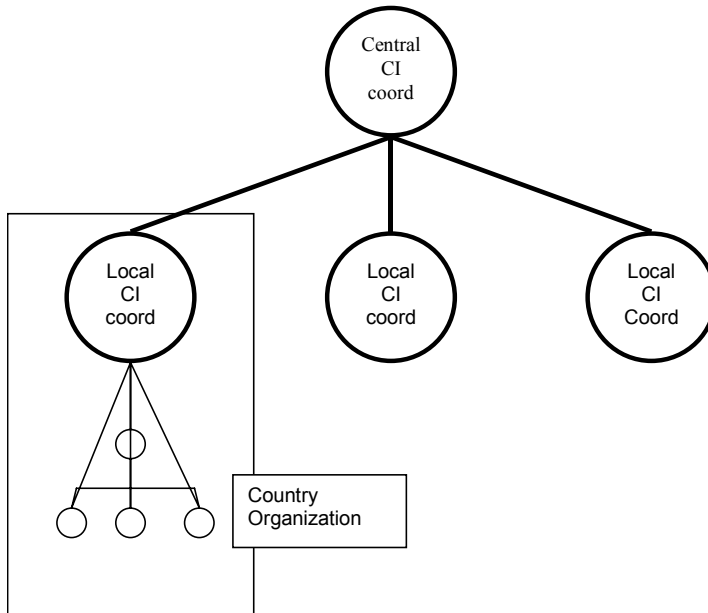 Central
CI
coord
Local
CI
coord
Local
CI
coord
Local
CI
Coord
Country
Organization